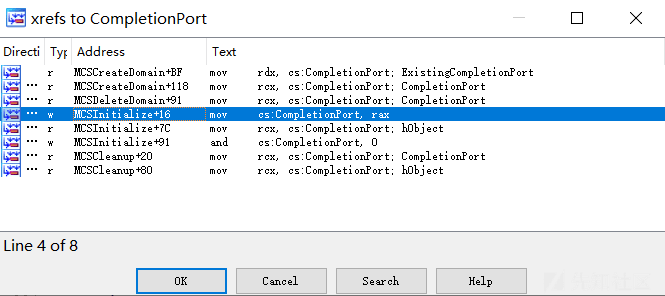 xrefs to CompletionPort
Directi Typ Address Text
... r MCSCreateDomain+BF mov rdx, cs:CompletionPort; ExistingCompletionPort
... r MCSCreateDomain+118 mov rcx, cs:CompletionPort; CompletionPort
... r MCSDeleteDomain+91 mov rcx, cs:CompletionPort; CompletionPort
... w MCSInitialize+16 mov cs:CompletionPort, rax
... r MCSInitialize+7C mov rcx, cs:CompletionPort; hObject
... w MCSInitialize+91 and cs:CompletionPort, 0
... r MCSCleanup+20 mov rcx, cs:CompletionPort; CompletionPort
... r MCSCleanup+80 mov rcx, cs:CompletionPort; hObject
Line 4 of 8
OK Cancel Search Help